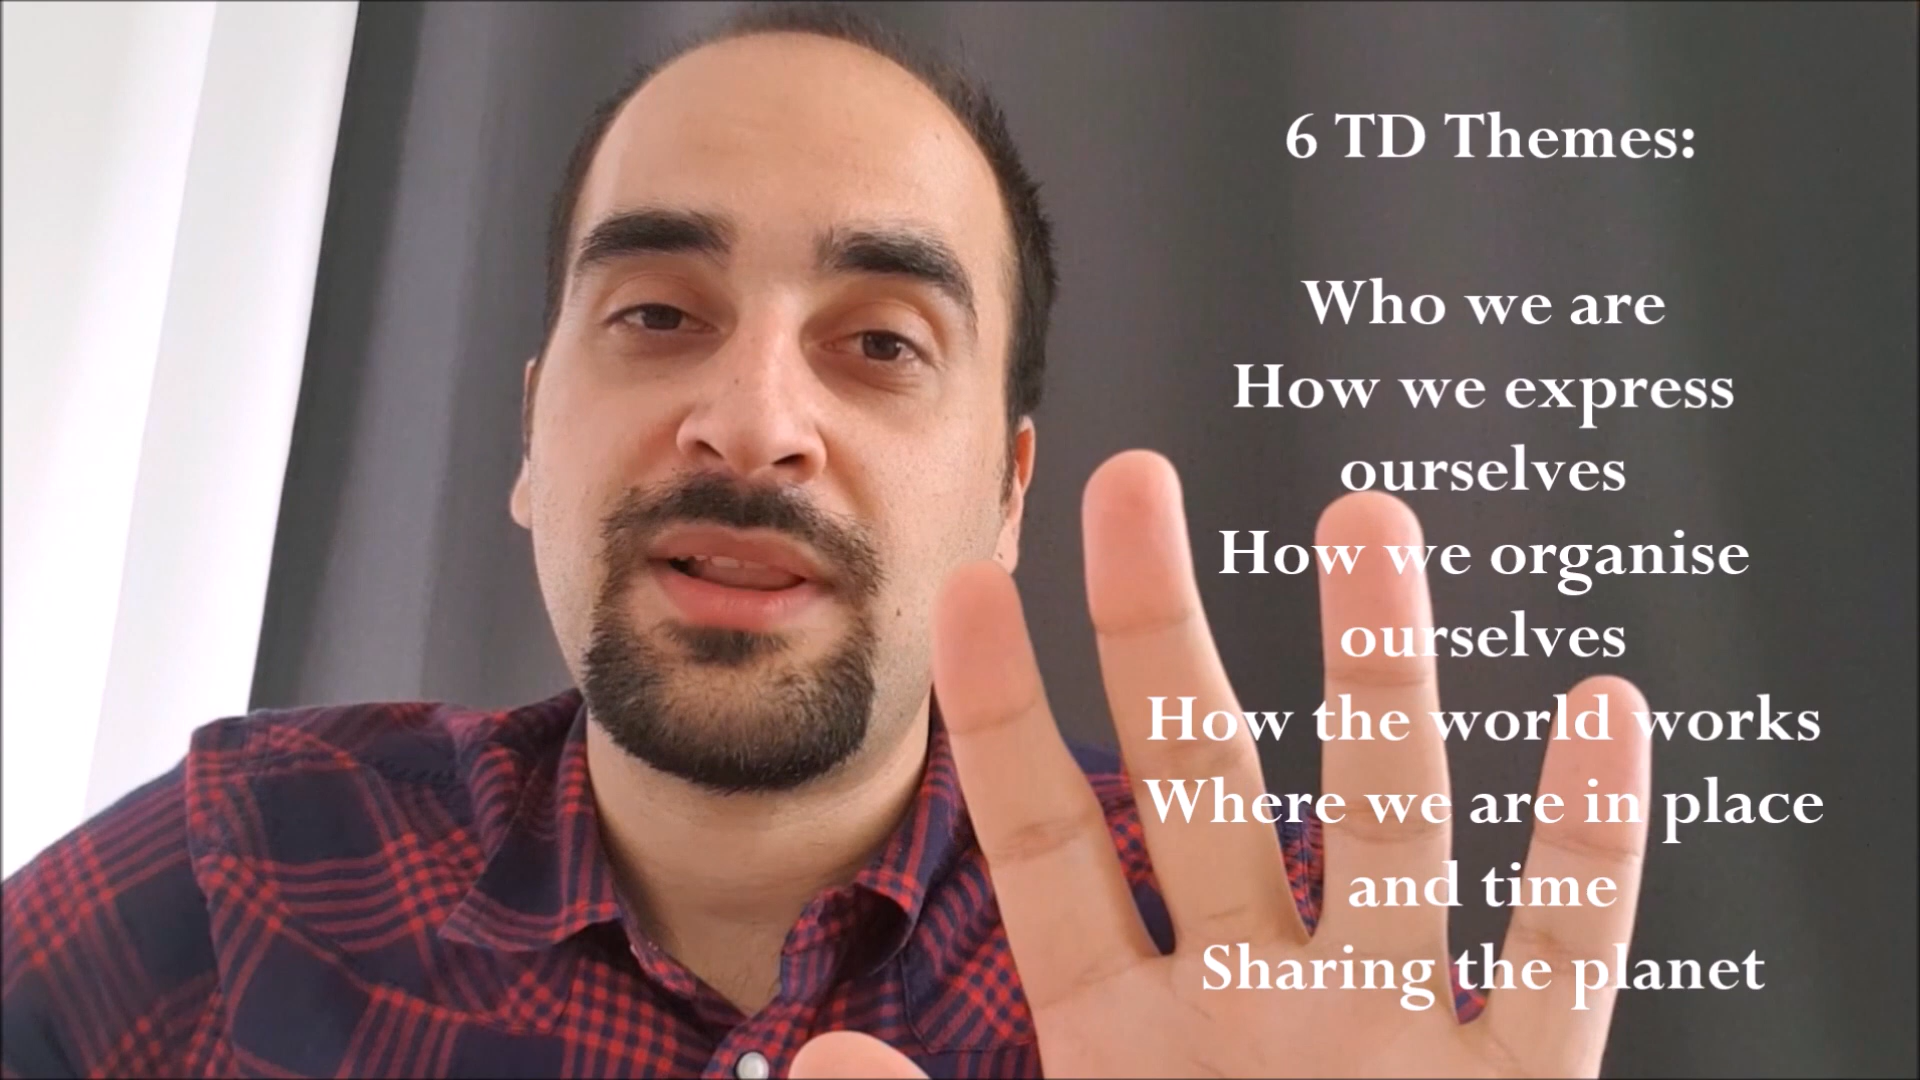 6 TD Themes:
Who we are
How we express
ourselves
How we organise
ourselves
How the world works
Where we are in place
and time
Sharing the planet